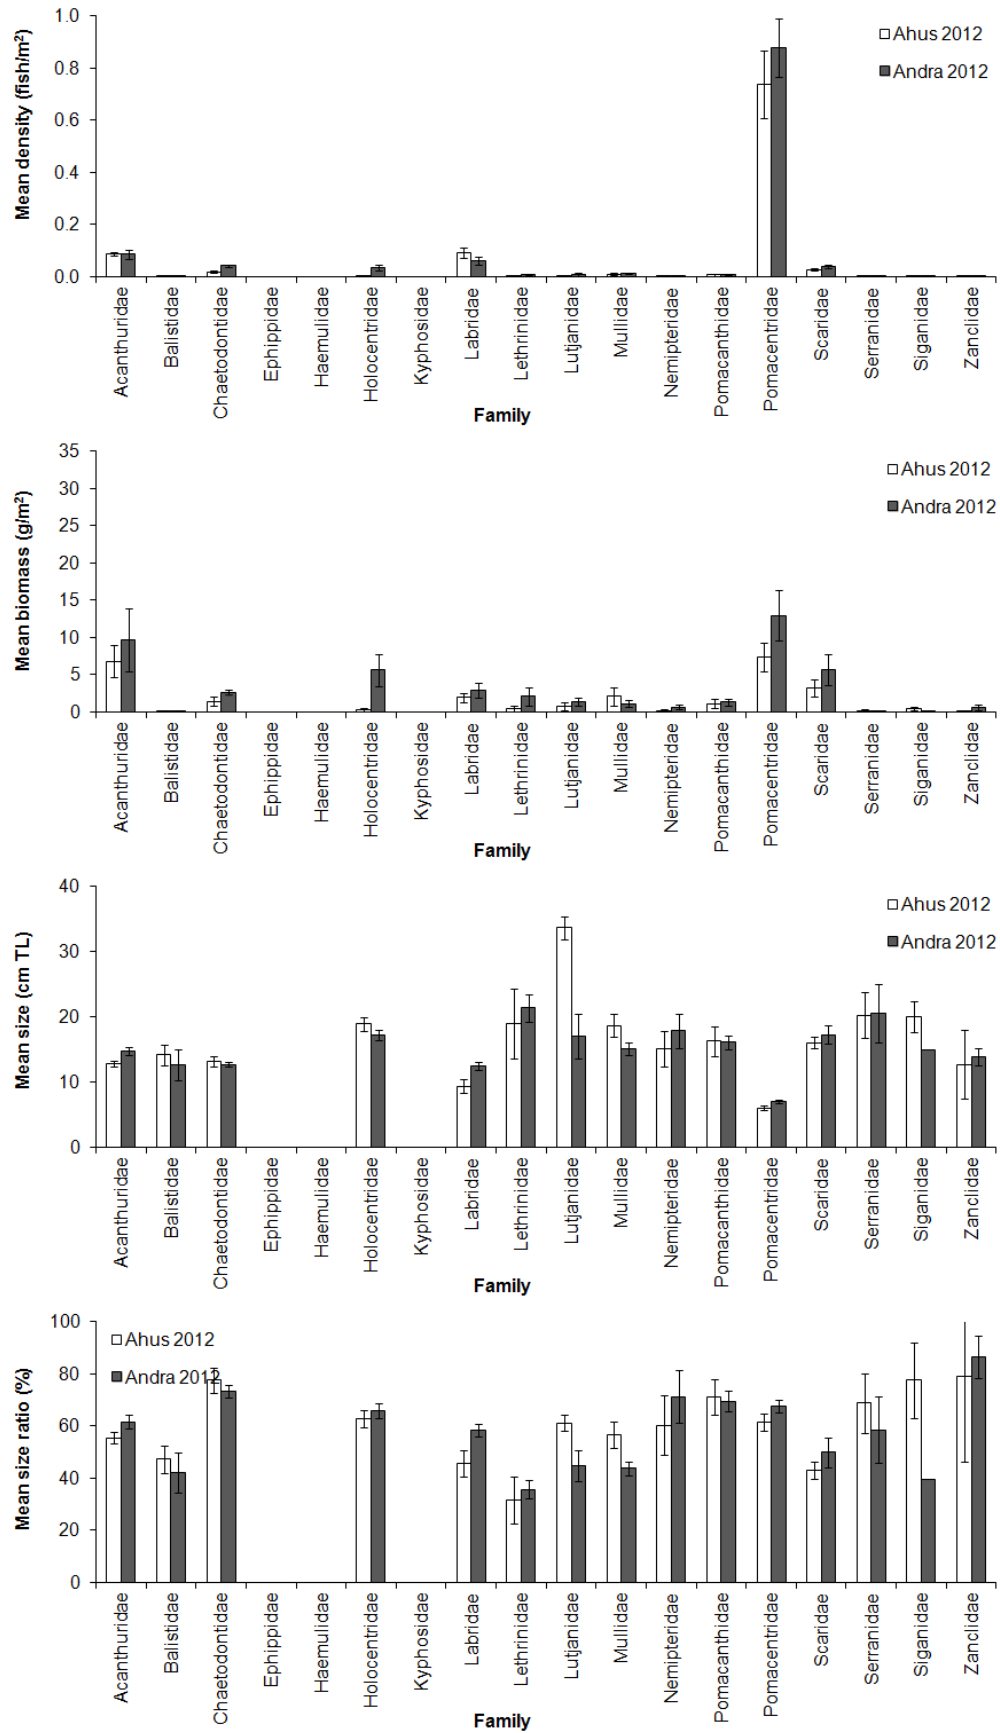 Mean density (fish/m²)
1.0
0.8
0.6
0.4
0.2
0.0
Ahus 2012
Andra 2012
Acanthuridae
Balistidae
Chaetodontidae
Ephippidae
Haemulidae
Holocentridae
Kyphosidae
Labridae
Lethrinidae
Lutjanidae
Mullidae
Nemipteridae
Pomacanthidae
Pomacentridae
Scaridae
Serranidae
Siganidae
Zanclidae
Family
Mean biomass (g/m²)
35
30
25
20
15
10
5
0
Ahus 2012
Andra 2012
Acanthuridae
Balistidae
Chaetodontidae
Ephippidae
Haemulidae
Holocentridae
Kyphosidae
Labridae
Lethrinidae
Lutjanidae
Mullidae
Nemipteridae
Pomacanthidae
Pomacentridae
Scaridae
Serranidae
Siganidae
Zanclidae
Family
Mean size (cm TL)
40
30
20
10
0
Ahus 2012
Andra 2012
Acanthuridae
Balistidae
Chaetodontidae
Ephippidae
Haemulidae
Holocentridae
Kyphosidae
Labridae
Lethrinidae
Lutjanidae
Mullidae
Nemipteridae
Pomacanthidae
Pomacentridae
Scaridae
Serranidae
Siganidae
Zanclidae
Family
Mean size ratio (%)
100
80
60
40
20
0
Ahus 2012
Andra 2012
Acanthuridae
Balistidae
Chaetodontidae
Ephippidae
Haemulidae
Holocentridae
Kyphosidae
Labridae
Lethrinidae
Lutjanidae
Mullidae
Nemipteridae
Pomacanthidae
Pomacentridae
Scaridae
Serranidae
Siganidae
Zanclidae
Family